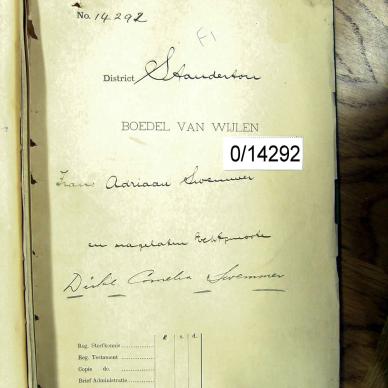 No. 14292
F1
District Standerton
BOEDEL VAN WIJLEN
0/14292
Frans Adriaan Swemmer
en nagelaten Echtgenoote
Dirkie Cornelia Swemmer
£ s. d.
Reg. Sterfkennis
Reg. Testament
Copie do.
Brief Administratie